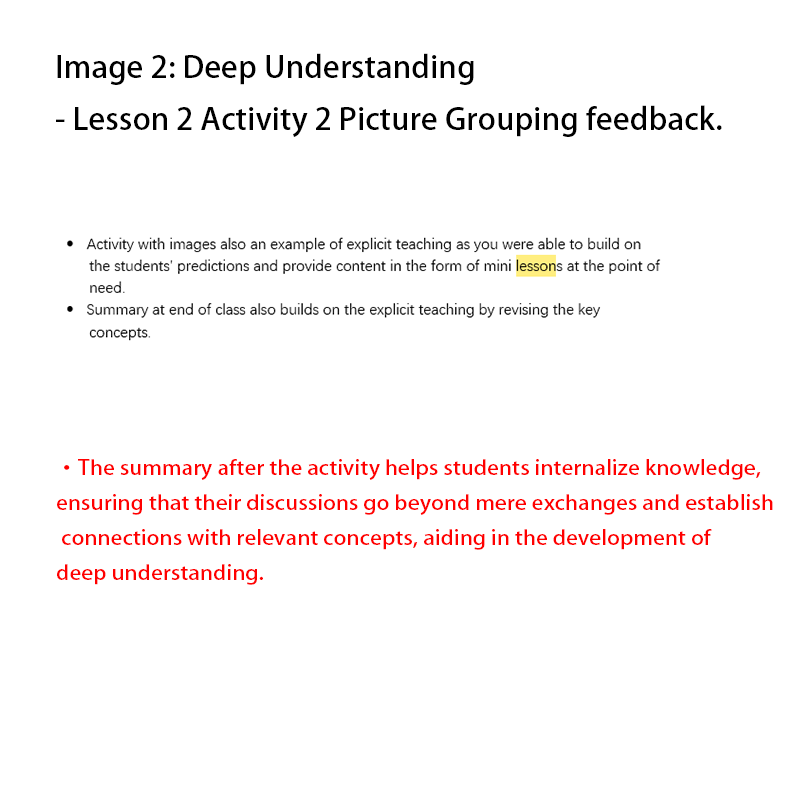 Image 2: Deep Understanding
- Lesson 2 Activity 2 Picture Grouping feedback.
• Activity with images also an example of explicit teaching as you were able to build on
the students' predictions and provide content in the form of mini lessons at the point of
need.
• Summary at end of class also builds on the explicit teaching by revising the key
concepts.
・The summary after the activity helps students internalize knowledge,
ensuring that their discussions go beyond mere exchanges and establish
connections with relevant concepts, aiding in the development of
deep understanding.